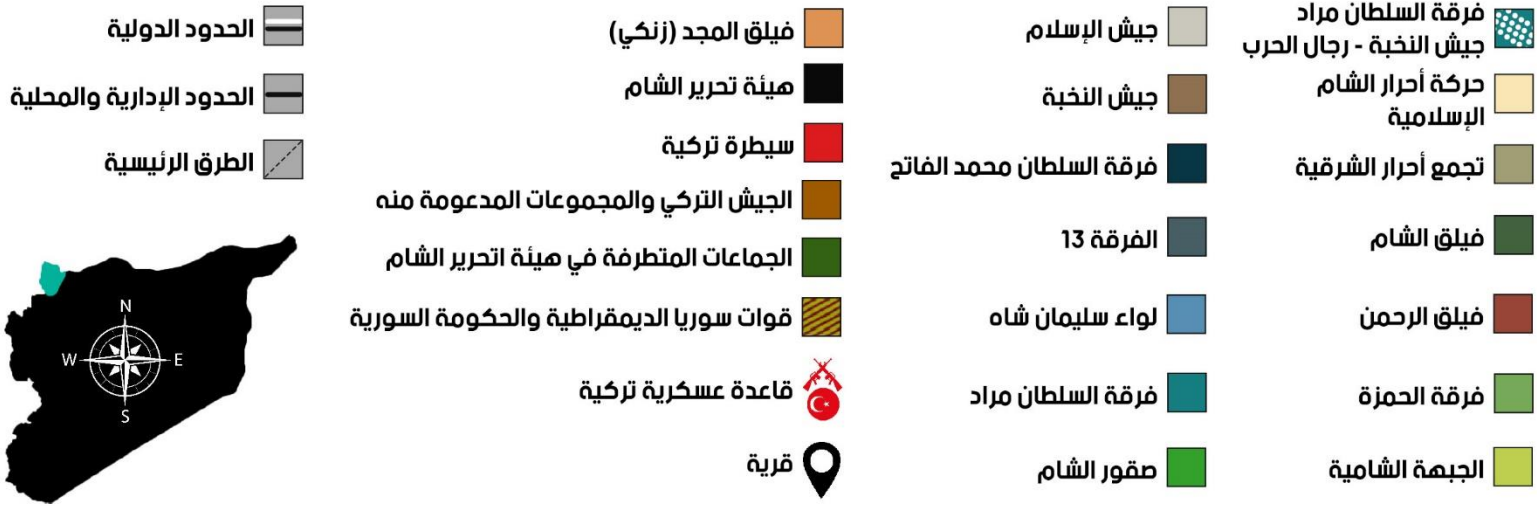 فرقة السلطان مراد
جيش النخبة - رجال الحرب
حركة أحرار الشام
الإسلامية
تجمع أحرار الشرقية
فيلق الشام
فيلق الرحمن
فرقة الحمزة
الجبهة الشامية
جيش الإسلام
جيش النخبة
فرقة السلطان محمد الفاتح
الفرقة 13
لواء سليمان شاه
فرقة السلطان مراد
صقور الشام
فيلق المجد (زنكي)
هيئة تحرير الشام
سيطرة تركية
الجيش التركي والمجموعات المدعومة منه
الجماعات المتطرفة في هيئة اتحرير الشام
قوات سوريا الديمقراطية والحكومة السورية
قاعدة عسكرية تركية
قرية
الحدود الدولية
الحدود الإدارية والمحلية
الطرق الرئيسية
N
W
E
S